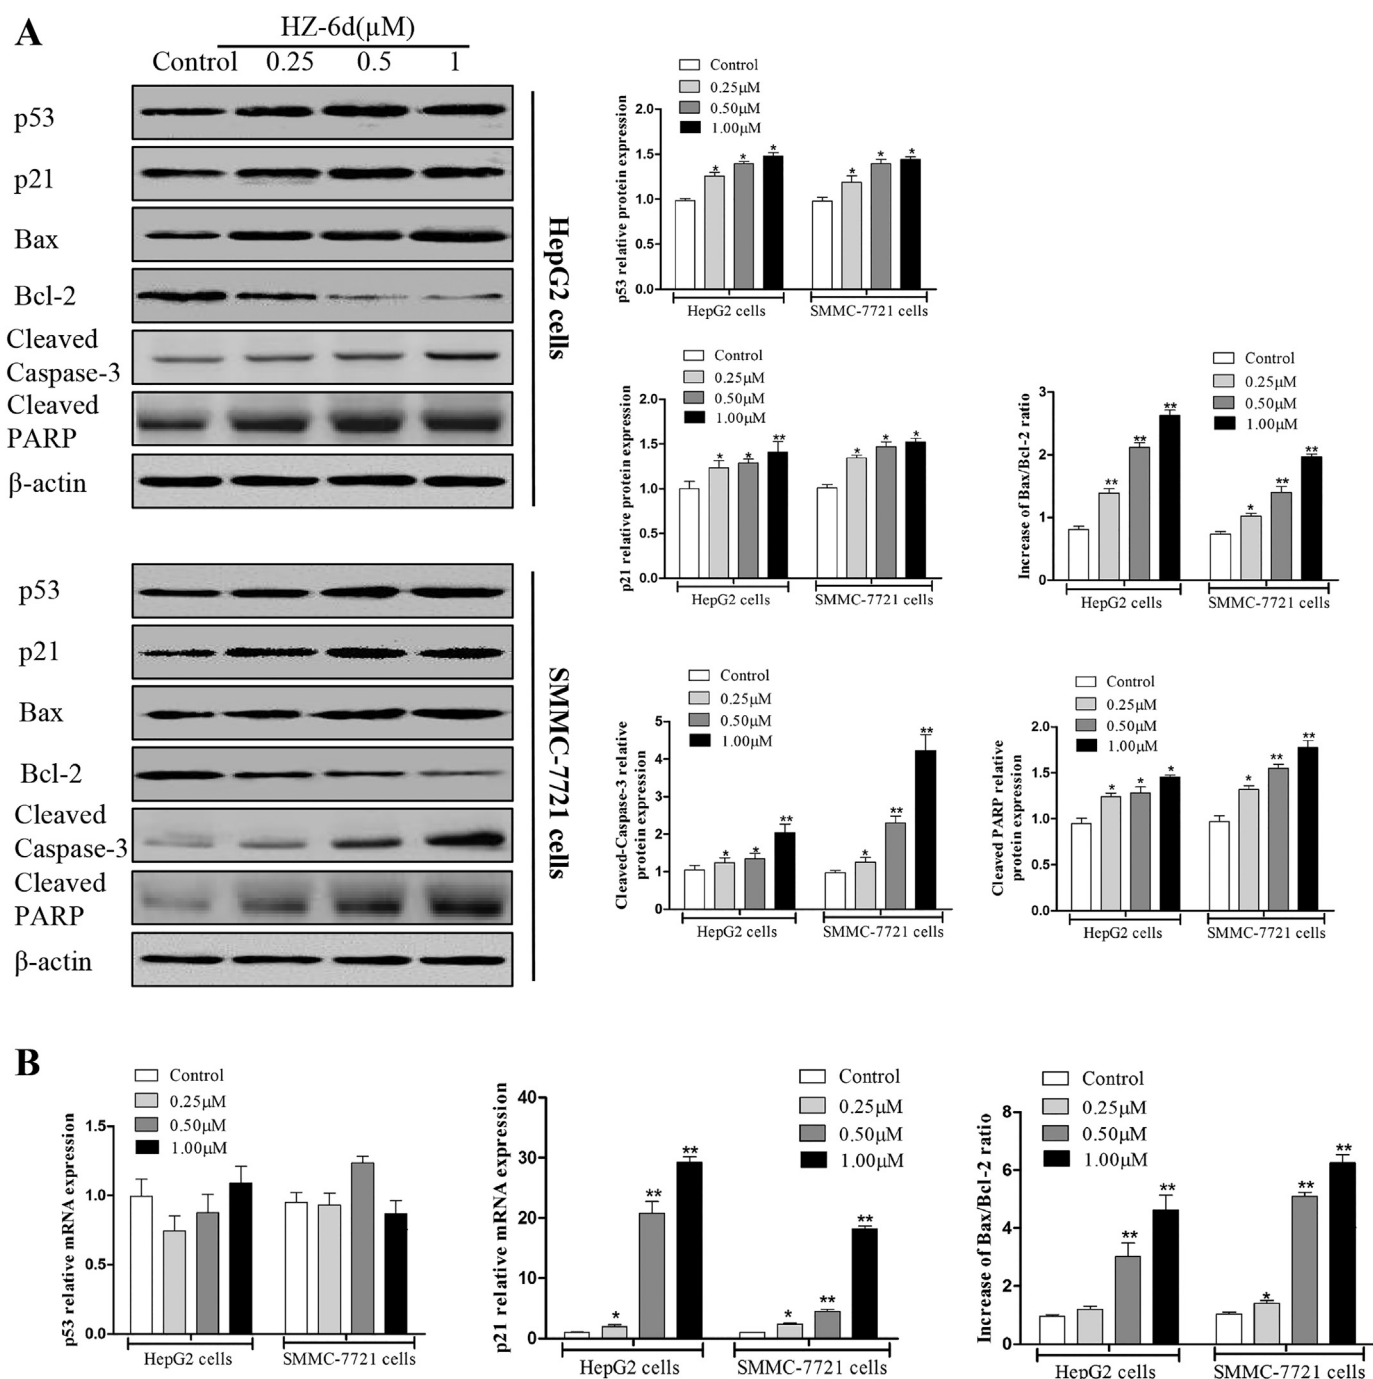 A
HZ-6d(μM)
Control 0.25 0.5 1
p53
p21
Bax
Bcl-2
Cleaved
Caspase-3
Cleaved
PARP
β-actin
HepG2 cells
p53
p21
Bax
Bcl-2
Cleaved
Caspase-3
Cleaved
PARP
β-actin
SMMC-7721 cells
Control
0.25μM
0.50μM
1.00μM
p53 relative protein expression
2.0
1.5
1.0
0.5
0.0
* * * * * *
HepG2 cells SMMC-7721 cells
Control
0.25μM
0.50μM
1.00μM
p21 relative protein expression
2.0
1.5
1.0
0.5
0.0
* * ** * * *
HepG2 cells SMMC-7721 cells
Control
0.25μM
0.50μM
1.00μM
Increase of Bax/Bcl-2 ratio
3
2
1
0
** ** ** * ** **
HepG2 cells SMMC-7721 cells
Control
0.25μM
0.50μM
1.00μM
Cleaved-Caspase-3 relative
protein expression
5
4
3
2
1
0
* * ** * ** **
HepG2 cells SMMC-7721 cells
Control
0.25μM
0.50μM
1.00μM
Cleaved PARP relative
protein expression
2.0
1.5
1.0
0.5
0.0
* * * * ** **
HepG2 cells SMMC-7721 cells
B
Control
0.25μM
0.50μM
1.00μM
p53 relative mRNA expression
1.5
1.0
0.5
0.0
HepG2 cells SMMC-7721 cells
Control
0.25μM
0.50μM
1.00μM
p21 relative mRNA expression
40
30
20
10
0
* ** ** * ** **
HepG2 cells SMMC-7721 cells
Control
0.25μM
0.50μM
1.00μM
Increase of Bax/Bcl-2 ratio
8
6
4
2
0
** ** * ** **
HepG2 cells SMMC-7721 cells